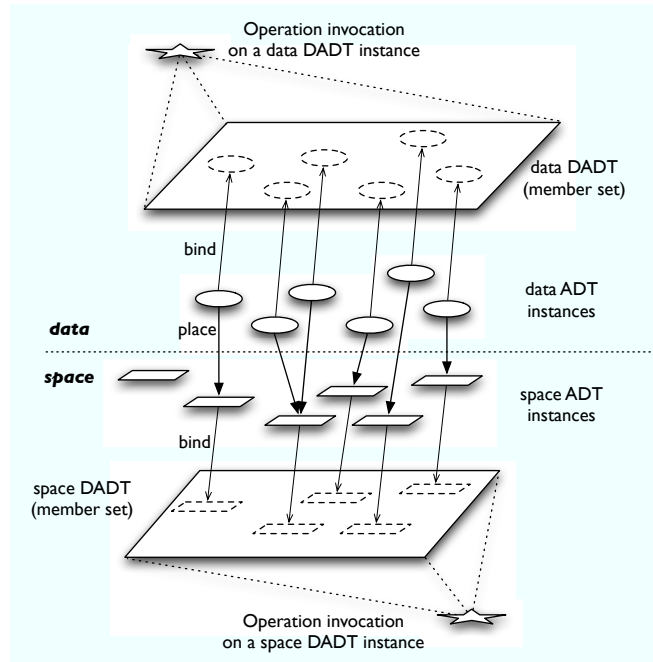 Operation invocation
on a data DADT instance
data DADT
(member set)
bind
data ADT
instances
place
data
space
space ADT
instances
bind
space DADT
(member set)
Operation invocation
on a space DADT instance